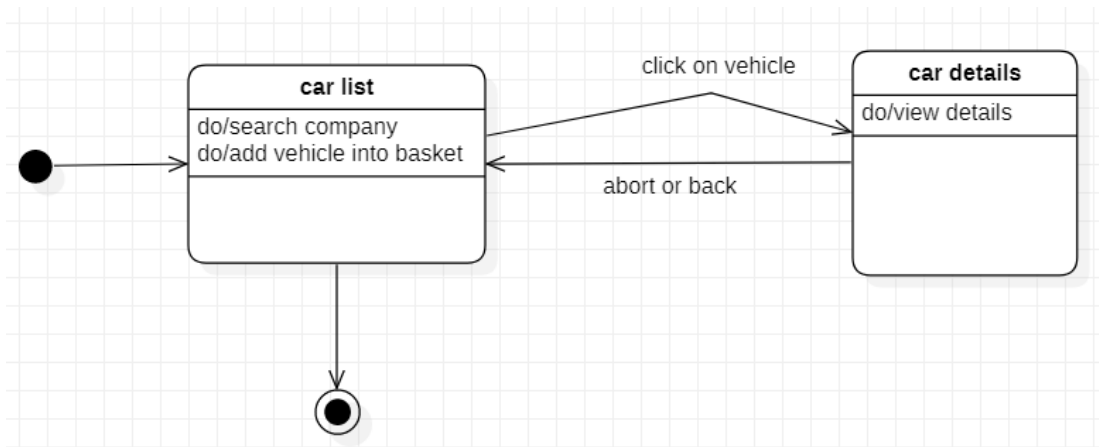 car list
do/search company
do/add vehicle into basket
click on vehicle
abort or back
car details
do/view details